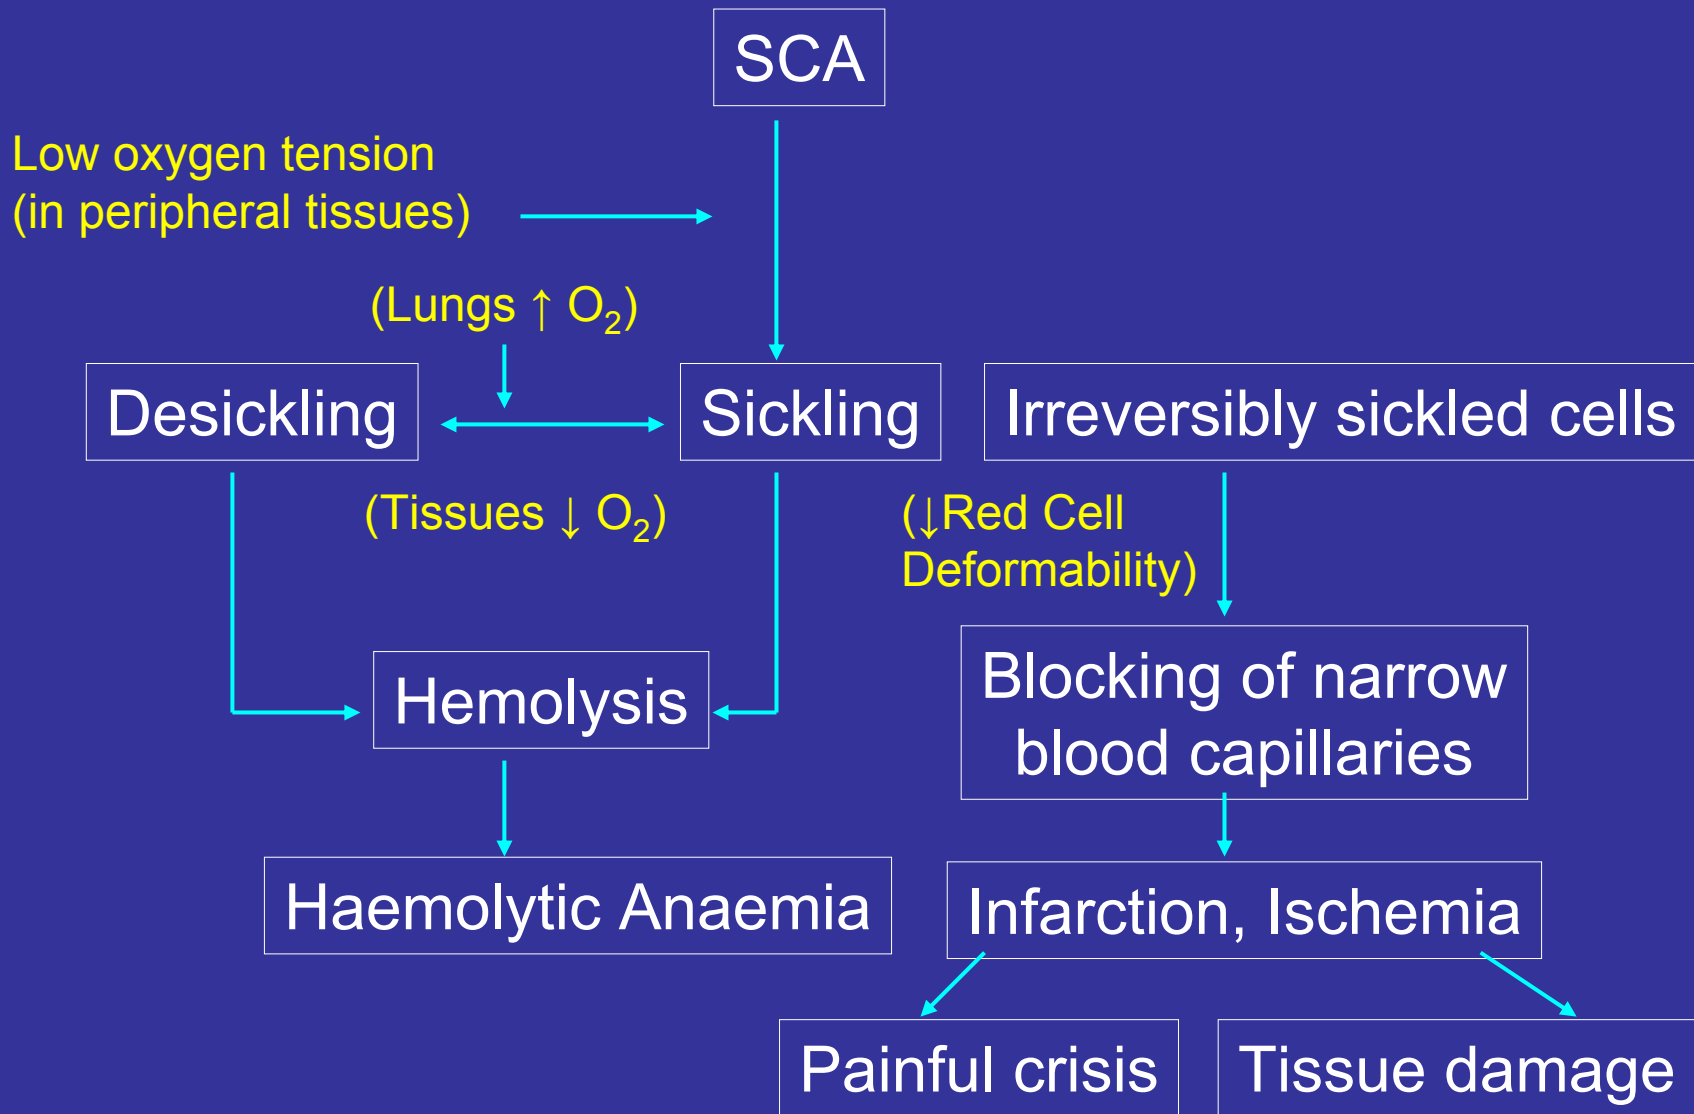 SCA
Low oxygen tension
(in peripheral tissues)
(Lungs ↑ O₂)
Desickling
Sickling
Irreversibly sickled cells
(Tissues ↓ O₂)
(↓Red Cell
Deformability)
Hemolysis
Blocking of narrow
blood capillaries
Haemolytic Anaemia
Infarction, Ischemia
Painful crisis
Tissue damage